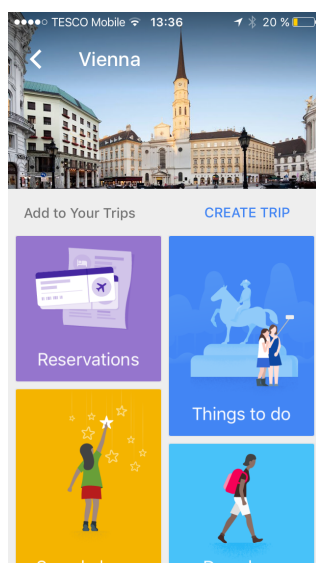 TESCO Mobile 13:36 20 %
Vienna
Add to Your Trips CREATE TRIP
Reservations
Things to do